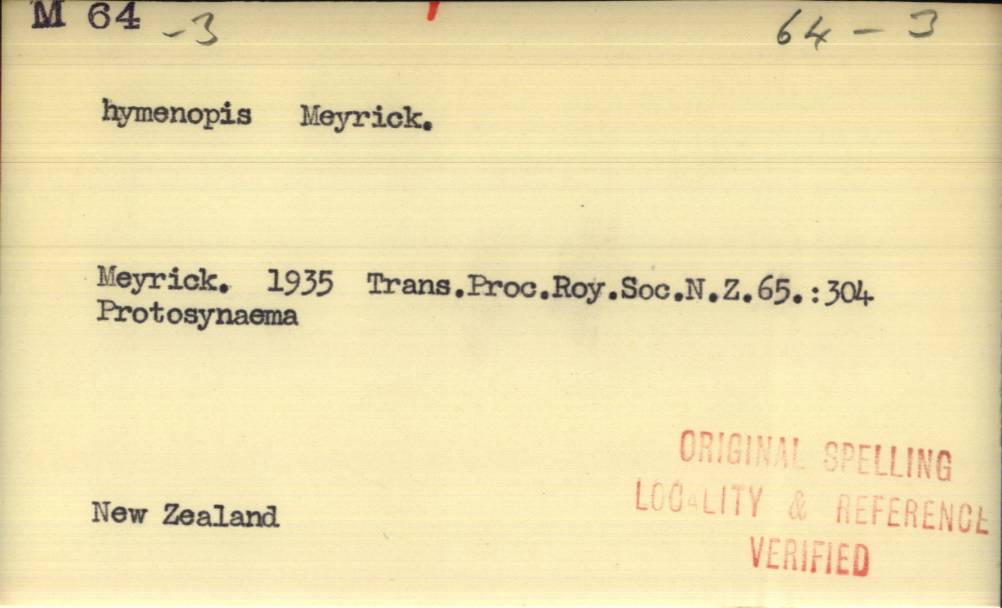 M 64 -3 64 - 3
hymenopis Meyrick.
Meyrick. 1935 Trans.Proc.Roy.Soc.N.Z.65.:304
Protosynaema
New Zealand
ORIGINAL SPELLING
LOCALITY & REFERENCE
VERIFIED